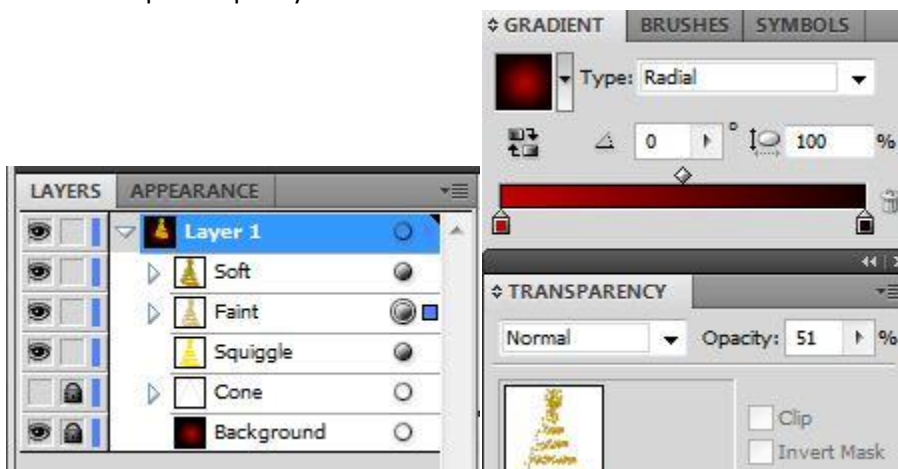 GRADIENT BRUSHES SYMBOLS
Type: Radial
0 ° 100 %
LAYERS APPEARANCE
Layer 1
Soft
Faint
Squiggle
Cone
Background
TRANSPARENCY
Normal Opacity: 51 %
Clip
Invert Mask